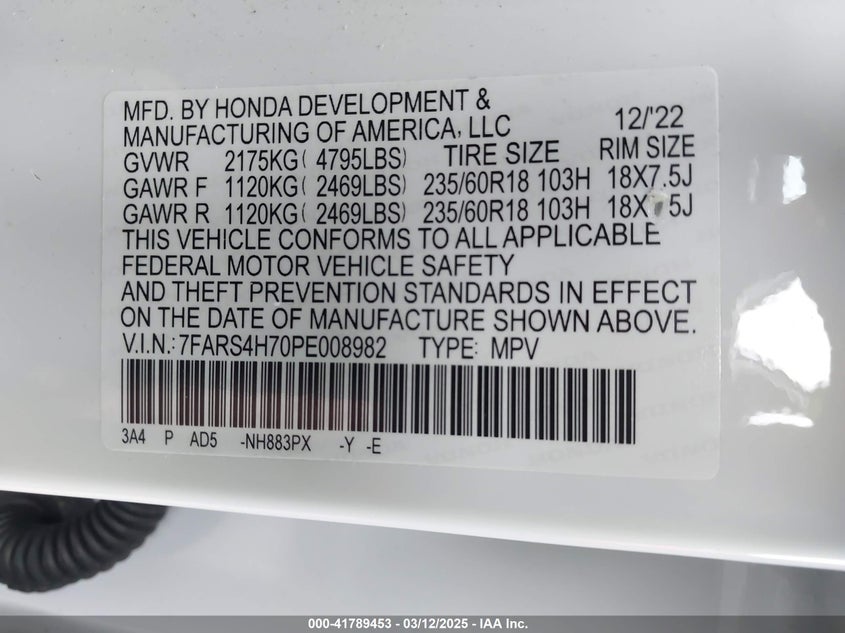 MFD. BY HONDA DEVELOPMENT &
MANUFACTURING OF AMERICA, LLC 12/'22
GVWR 2175KG( 4795LBS) TIRE SIZE RIM SIZE
GAWR F 1120KG( 2469LBS) 235/60R18 103H 18X7.5J
GAWR R 1120KG( 2469LBS) 235/60R18 103H
THIS VEHICLE CONFORMS TO ALL APPLICABLE
FEDERAL MOTOR VEHICLE SAFETY
AND THEFT PREVENTION STANDARDS IN EFFECT
ON THE DATE OF MANUFACTURE SHOWN ABOVE.
V.I.N.:7FARS4H70PE008982 TYPE: MPV
3A4 P AD5 -NH883PX -Y -E
000-41789453 - 03/12/2025 - IAA Inc.